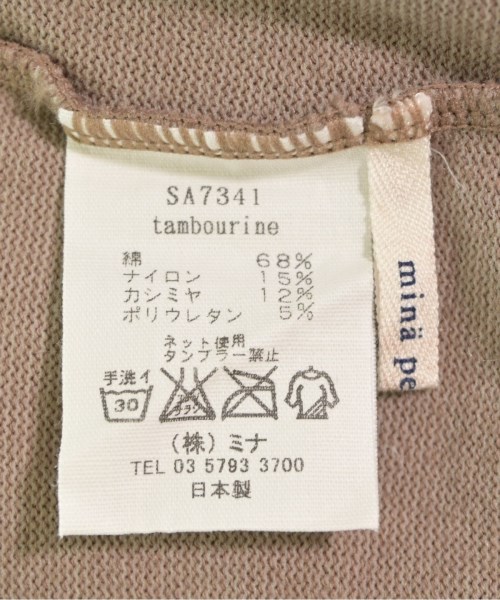 SA7341
tambourine
綿 68%
ナイロン 15%
カシミヤ 12%
ポリウレタン 5%
ネット使用
タンブラー禁止
手洗イ
30
(株) ミナ
TEL 03 5793 3700
日本製
minä pe